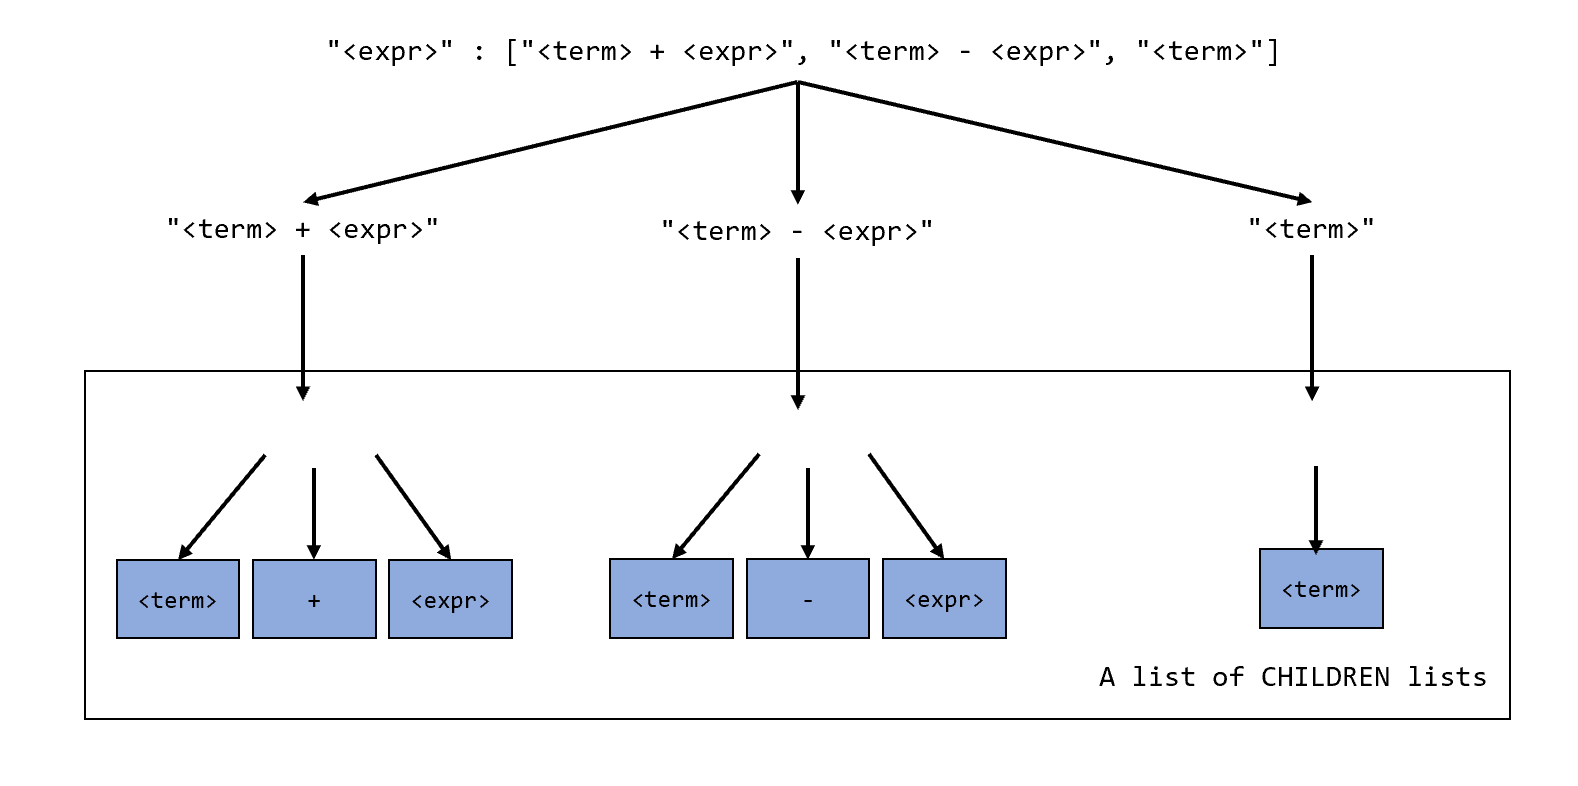 "<expr>" : ["<term> + <expr>", "<term> - <expr>", "<term>"]
"<term> + <expr>"
"<term> - <expr>"
"<term>"
<term>
+
<expr>
<term>
-
<expr>
<term>
A list of CHILDREN lists